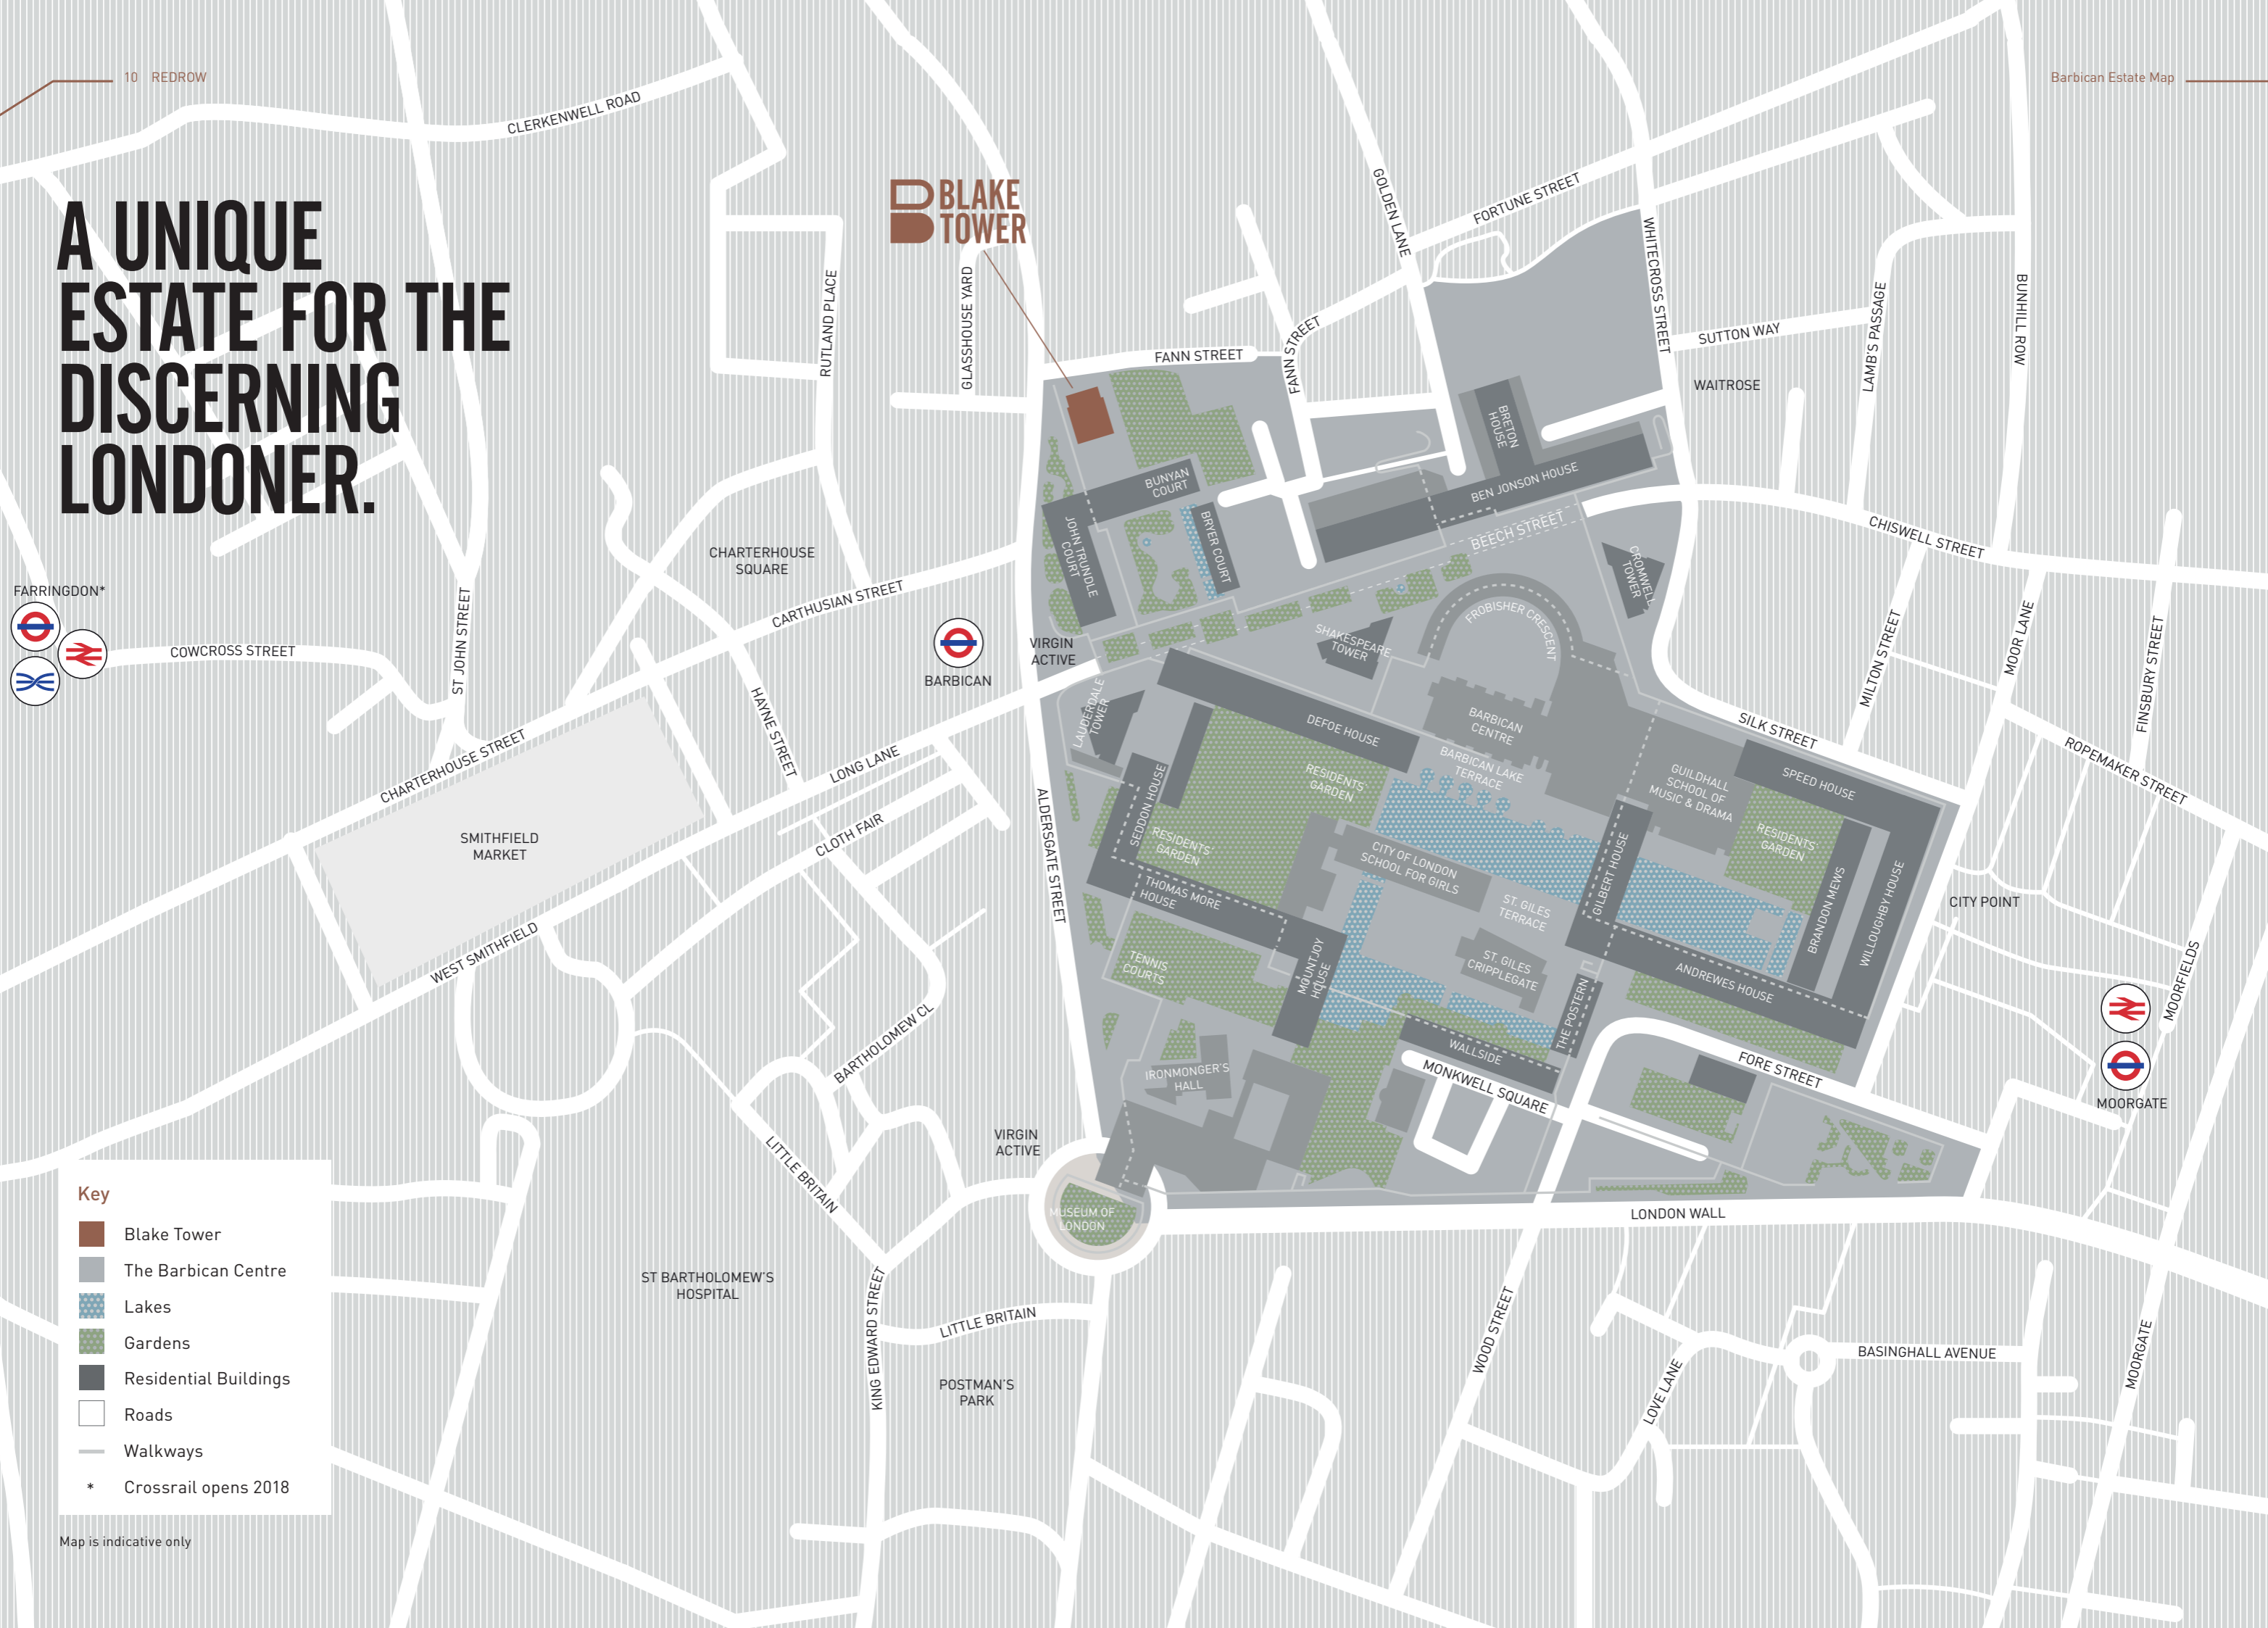 10 REDROW
Barbican Estate Map
A UNIQUE
ESTATE FOR THE
DISCERNING
LONDONER.
BLAKE
TOWER
CLERKENWELL ROAD
GOLDEN LANE
FORTUNE STREET
WHITECROSS STREET
BUNHILL ROW
LAMB'S PASSAGE
SUTTON WAY
WAITROSE
RUTLAND PLACE
GLASSHOUSE YARD
FANN STREET
FANN STREET
BRETON
HOUSE
BEN JONSON HOUSE
BUNYAN
COURT
BRYER COURT
JOHN TRUNDLE
COURT
BEECH STREET
CHISWELL STREET
CROMWELL
TOWER
FROBISHER CRESCENT
SHAKESPEARE
TOWER
CHARTERHOUSE
SQUARE
CARTHUSIAN STREET
FARRINGDON*
COWCROSS STREET
ST JOHN STREET
VIRGIN
ACTIVE
BARBICAN
HAYNE STREET
LONG LANE
CHARTERHOUSE STREET
SMITHFIELD
MARKET
CLOTH FAIR
WEST SMITHFIELD
LAUDERDALE
TOWER
DEFOE HOUSE
BARBICAN
CENTRE
BARBICAN LAKE
TERRACE
SILK STREET
MILTON STREET
MOOR LANE
FINSBURY STREET
ROPEMAKER STREET
GUILDHALL
SCHOOL OF
MUSIC & DRAMA
SPEED HOUSE
RESIDENTS
GARDEN
RESIDENTS
GARDEN
RESIDENTS
GARDEN
SEDDON HOUSE
ALDERSGATE STREET
THOMAS MORE
HOUSE
CITY OF LONDON
SCHOOL FOR GIRLS
GILBERT HOUSE
ST. GILES
TERRACE
ST. GILES
CRIPPLEGATE
BRANDON MEWS
WILLOUGHBY HOUSE
CITY POINT
ANDREWES HOUSE
TENNIS
COURTS
MOUNTJOY
HOUSE
THE POSTERN
WALLSIDE
MONKWELL SQUARE
FORE STREET
MOORFIELDS
MOORGATE
IRONMONGER'S
HALL
BARTHOLOMEW CL
LITTLE BRITAIN
VIRGIN
ACTIVE
MUSEUM OF
LONDON
LONDON WALL
ST BARTHOLOMEW'S
HOSPITAL
KING EDWARD STREET
LITTLE BRITAIN
POSTMAN'S
PARK
WOOD STREET
LOVE LANE
BASINGHALL AVENUE
MOORGATE
Key
Blake Tower
The Barbican Centre
Lakes
Gardens
Residential Buildings
Roads
Walkways
* Crossrail opens 2018
Map is indicative only